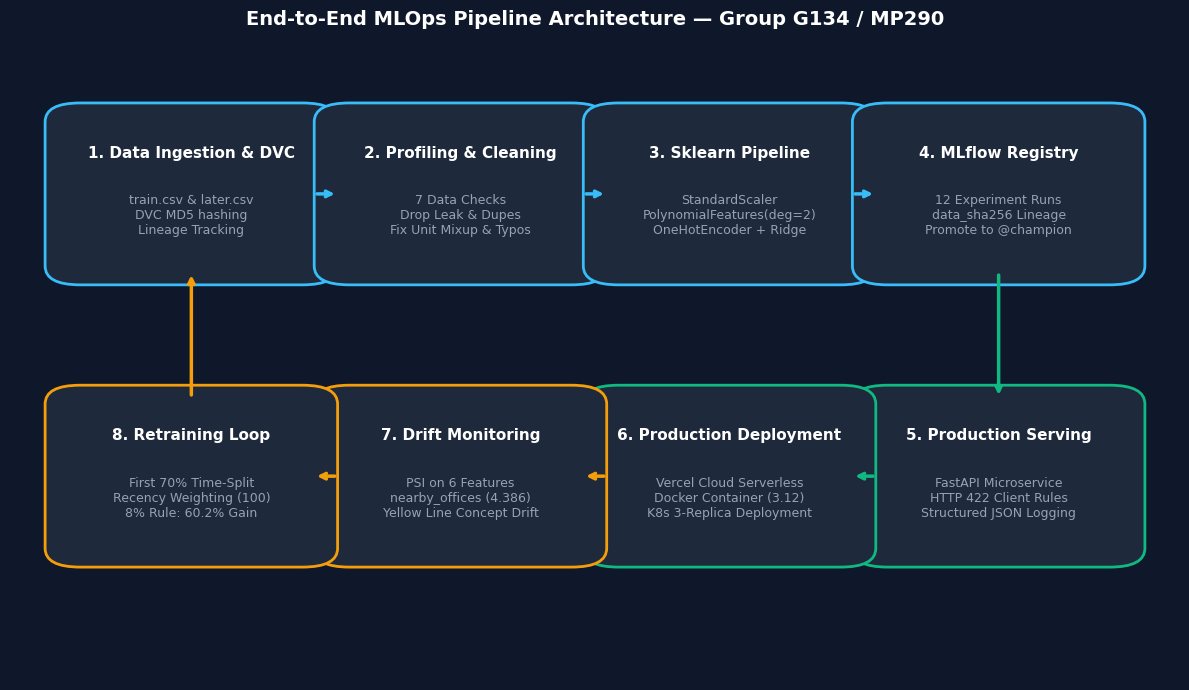 End-to-End MLOps Pipeline Architecture — Group G134 / MP290
1. Data Ingestion & DVC
train.csv & later.csv
DVC MD5 hashing
Lineage Tracking
2. Profiling & Cleaning
7 Data Checks
Drop Leak & Dupes
Fix Unit Mixup & Typos
3. Sklearn Pipeline
StandardScaler
PolynomialFeatures(deg=2)
OneHotEncoder + Ridge
4. MLflow Registry
12 Experiment Runs
data_sha256 Lineage
Promote to @champion
8. Retraining Loop
First 70% Time-Split
Recency Weighting (100)
8% Rule: 60.2% Gain
7. Drift Monitoring
PSI on 6 Features
nearby_offices (4.386)
Yellow Line Concept Drift
6. Production Deployment
Vercel Cloud Serverless
Docker Container (3.12)
K8s 3-Replica Deployment
5. Production Serving
FastAPI Microservice
HTTP 422 Client Rules
Structured JSON Logging